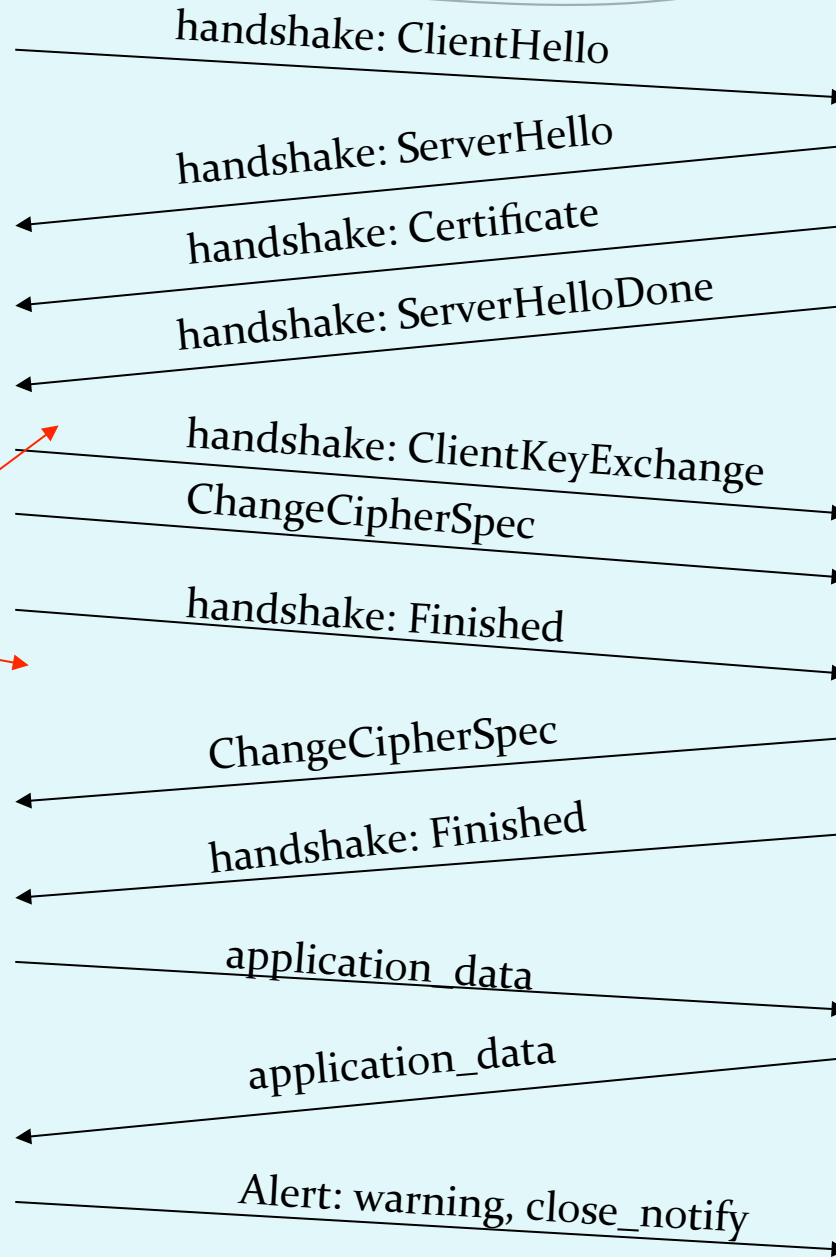 handshake: ClientHello
handshake: ServerHello
handshake: Certificate
handshake: ServerHelloDone
handshake: ClientKeyExchange
ChangeCipherSpec
handshake: Finished
ChangeCipherSpec
handshake: Finished
application_data
application_data
Alert: warning, close_notify